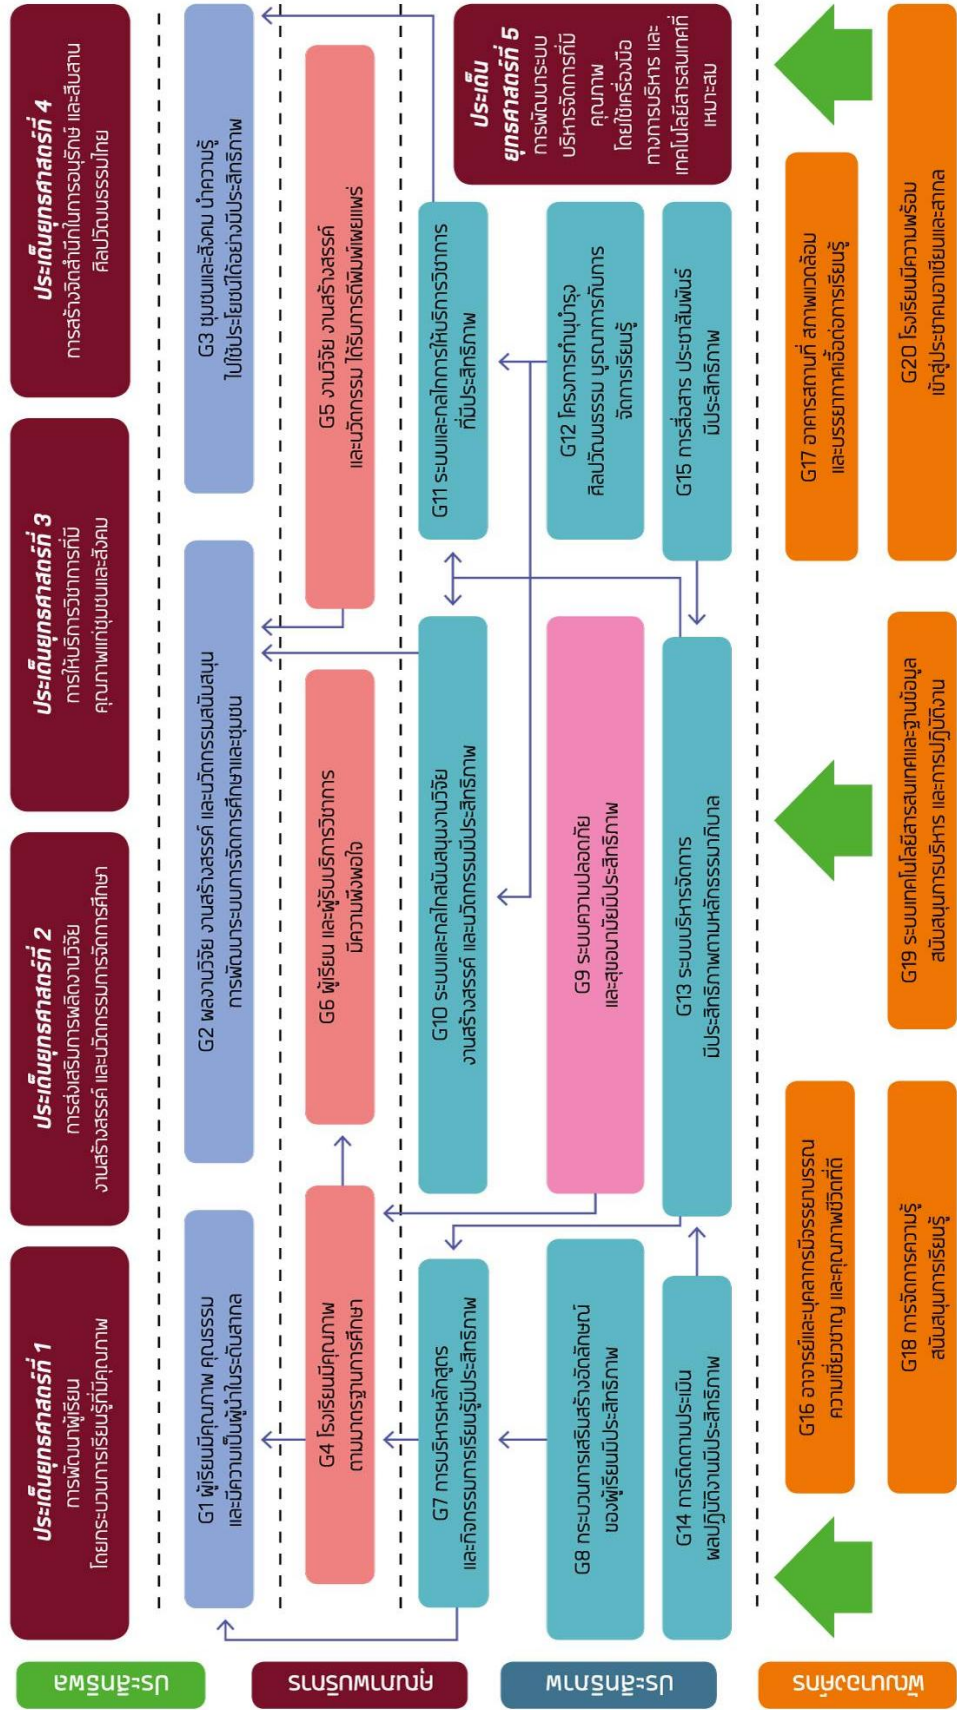 ประเด็นยุทธศาสตร์ที่ 1
การพัฒนาผู้เรียน
โดยกระบวนการเรียนรู้ที่มีคุณภาพ
ประเด็นยุทธศาสตร์ที่ 2
การส่งเสริมการผลิตงานวิจัย
งานสร้างสรรค์ และนวัตกรรมการจัดการศึกษา
ประเด็นยุทธศาสตร์ที่ 3
การให้บริการวิชาการที่มี
คุณภาพแก่ชุมชนและสังคม
ประเด็นยุทธศาสตร์ที่ 4
การสร้างจิตสำนึกในการอนุรักษ์ และสืบสาน
ศิลปวัฒนธรรมไทย
ประสิทธิผล
G1 ผู้เรียนมีคุณภาพ คุณธรรม
และมีความเป็นผู้นำในระดับสากล
G2 ผลงานวิจัย งานสร้างสรรค์ และนวัตกรรมสนับสนุน
การพัฒนาระบบการจัดการศึกษาและชุมชน
G3 ชุมชนและสังคม นำความรู้
ไปใช้ประโยชน์ได้อย่างมีประสิทธิภาพ
คุณภาพบริการ
G4 โรงเรียนมีคุณภาพ
ตามมาตรฐานการศึกษา
G6 ผู้เรียน และผู้รับบริการวิชาการ
มีความพึงพอใจ
G5 งานวิจัย งานสร้างสรรค์
และนวัตกรรม ได้รับการตีพิมพ์เผยแพร่
ประสิทธิภาพ
G7 การบริหารหลักสูตร
และกิจกรรมการเรียนรู้มีประสิทธิภาพ
G10 ระบบและกลไกสนับสนุนงานวิจัย
งานสร้างสรรค์ และนวัตกรรมมีประสิทธิภาพ
G11 ระบบและกลไกการให้บริการวิชาการ
ที่มีประสิทธิภาพ
ประเด็น
ยุทธศาสตร์ที่ 5
การพัฒนาระบบ
บริหารจัดการที่มี
คุณภาพ
โดยใช้เครื่องมือ
ทางการบริหาร และ
เทคโนโลยีสารสนเทศที่
เหมาะสม
G8 กระบวนการเสริมสร้างอัตลักษณ์
ของผู้เรียนมีประสิทธิภาพ
G9 ระบบความปลอดภัย
และสุขอนามัยมีประสิทธิภาพ
G12 โครงการทำนุบำรุง
ศิลปวัฒนธรรม บูรณาการกับการ
จัดการเรียนรู้
G14 การติดตามประเมิน
ผลปฏิบัติงานมีประสิทธิภาพ
G13 ระบบบริหารจัดการ
มีประสิทธิภาพตามหลักธรรมาภิบาล
G15 การสื่อสาร ประชาสัมพันธ์
มีประสิทธิภาพ
พัฒนาองค์กร
G16 อาจารย์และบุคลากรมีจรรยาบรรณ
ความเชี่ยวชาญ และคุณภาพชีวิตที่ดี
G17 อาคารสถานที่ สภาพแวดล้อม
และบรรยากาศเอื้อต่อการเรียนรู้
G18 การจัดการความรู้
สนับสนุนการเรียนรู้
G19 ระบบเทคโนโลยีสารสนเทศและฐานข้อมูล
สนับสนุนการบริหาร และการปฏิบัติงาน
G20 โรงเรียนมีความพร้อม
เข้าสู่ประชาคมอาเซียนและสากล